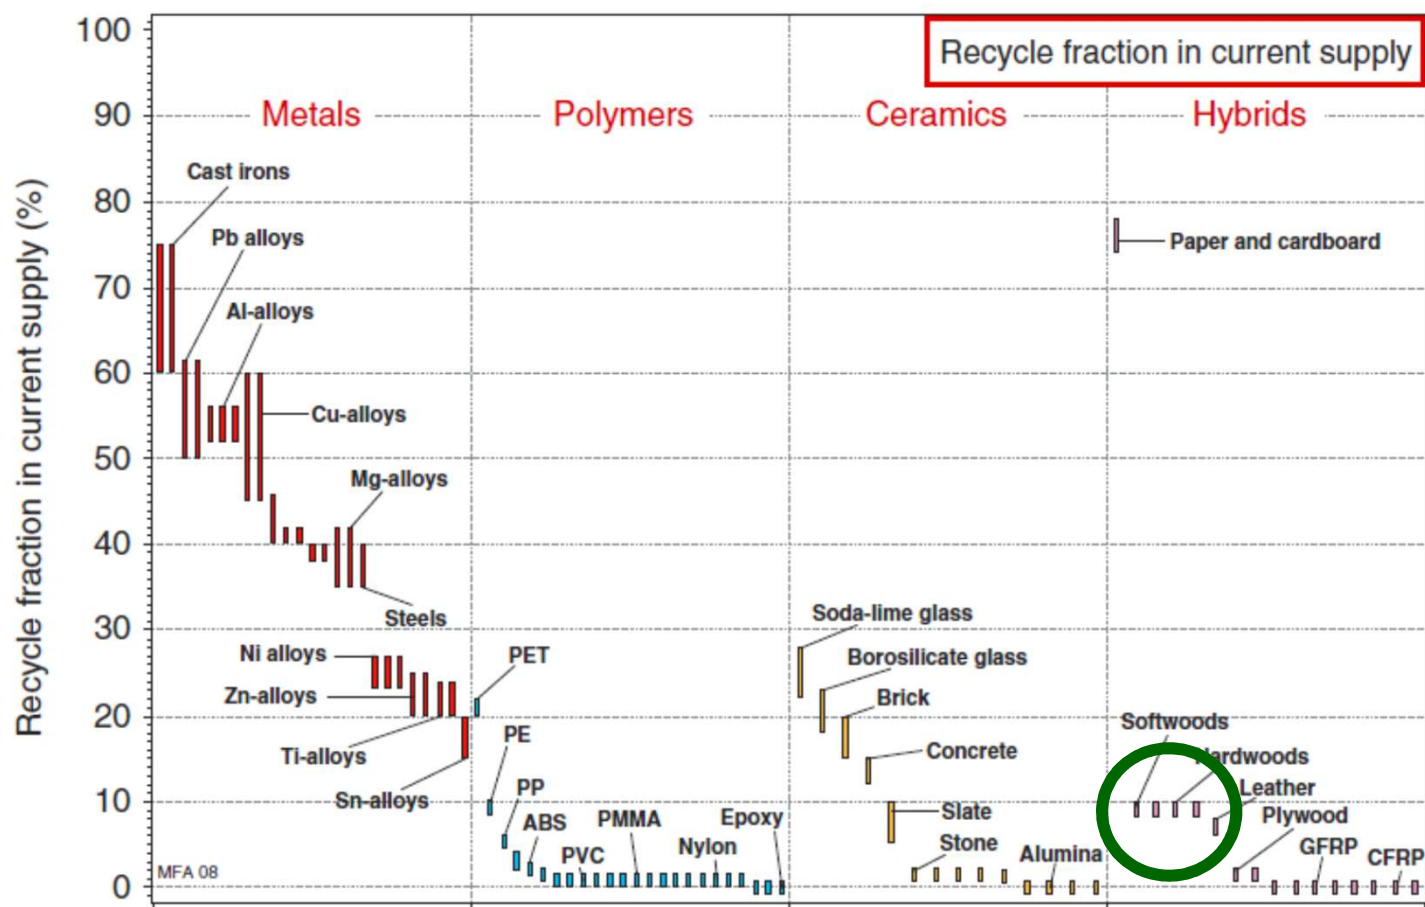 Recycle fraction in current supply
Recycle fraction in current supply (%)
100
90
80
70
60
50
40
30
20
10
0
Metals
Polymers
Ceramics
Hybrids
Cast irons
Pb alloys
Al-alloys
Cu-alloys
Mg-alloys
Steels
Ni alloys
Zn-alloys
Ti-alloys
Sn-alloys
PET
PE
PP
ABS
PVC
PMMA
Nylon
Epoxy
Soda-lime glass
Borosilicate glass
Brick
Concrete
Slate
Stone
Alumina
Paper and cardboard
Softwoods
Hardwoods
Leather
Plywood
GFRP
CFRP
MFA 08